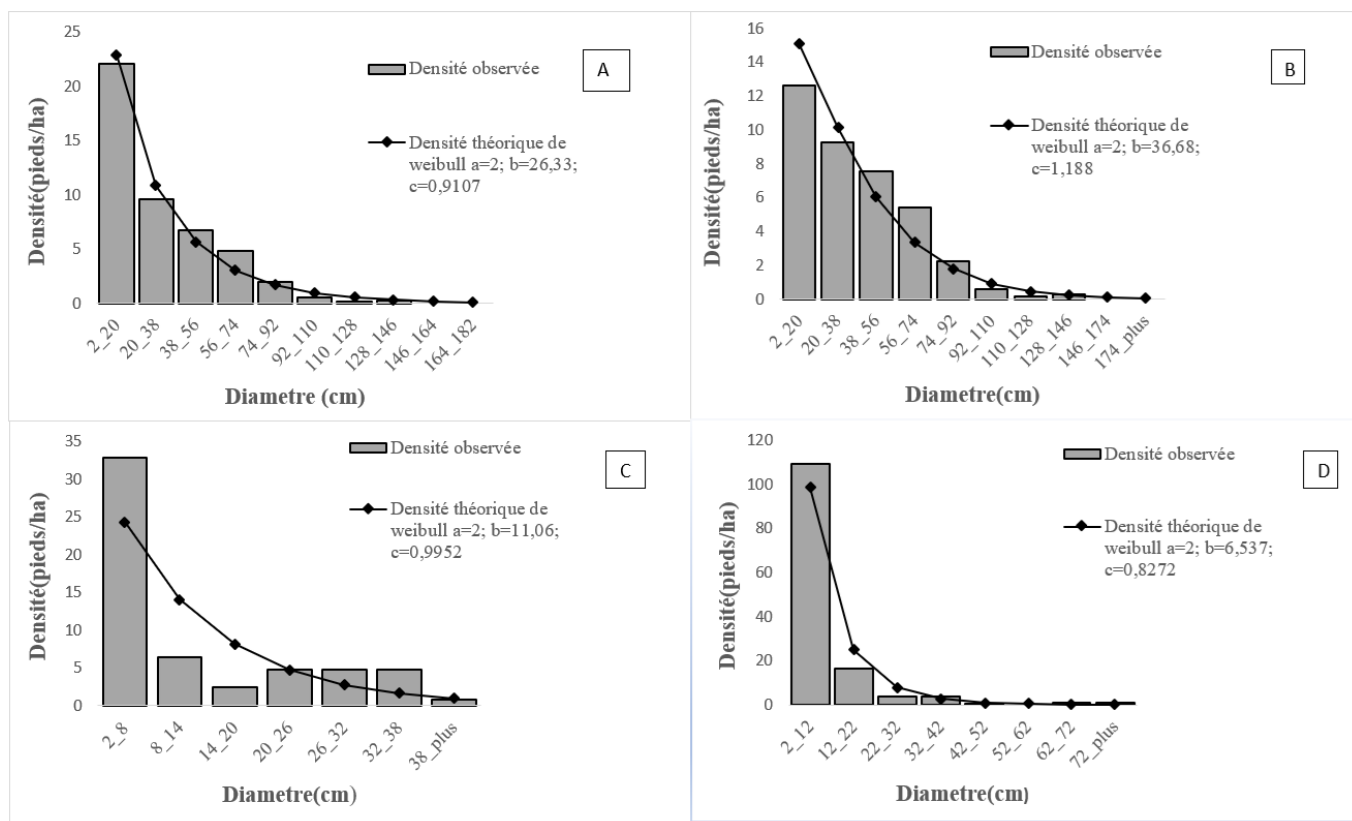 25
20
15
10
5
0
Densité(pieds/ha)
Densité observée
Densité théorique de
weibull a=2; b=26,33;
c=0,9107
A
2_20
20_38
38_56
56_74
74_92
92_110
110_128
128_146
146_164
164_182
Diametre (cm)
16
14
12
10
8
6
4
2
0
Densité(pieds/ha)
Densité observée
Densité théorique de
weibull a=2; b=36,68;
c=1,188
B
2_20
20_38
38_56
56_74
74_92
92_110
110_128
128_146
146_174
174_plus
Diametre(cm)
35
30
25
20
15
10
5
0
Densité(pieds/ha)
Densité observée
Densité théorique de
weibull a=2; b=11,06;
c=0,9952
C
2_8
8_14
14_20
20_26
26_32
32_38
38_plus
Diametre(cm)
120
100
80
60
40
20
0
Densité(pieds/ha)
Densité observée
Densité théorique de
weibull a=2; b=6,537;
c=0,8272
D
2_12
12_22
22_32
32_42
42_52
52_62
62_72
72_plus
Diametre(cm)